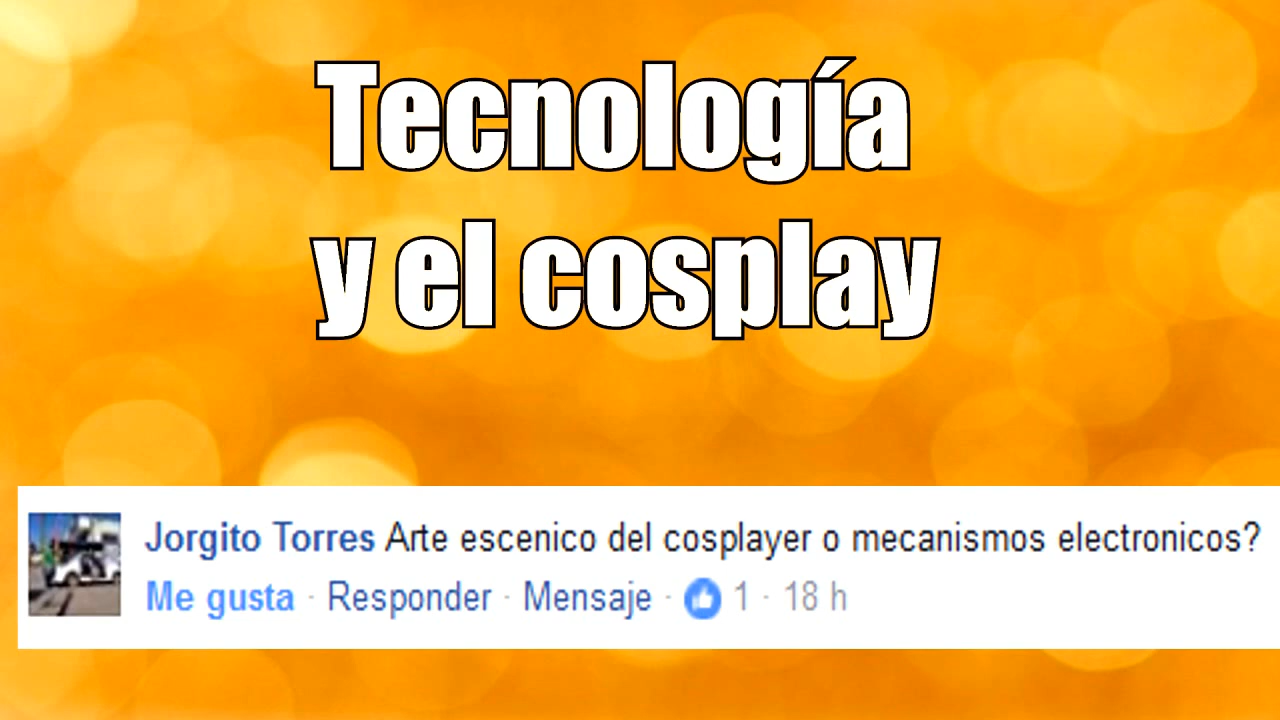 Tecnología
y el cosplay
Jorgito Torres Arte escenico del cosplayer o mecanismos electronicos?
Me gusta · Responder · Mensaje · 1 · 18 h